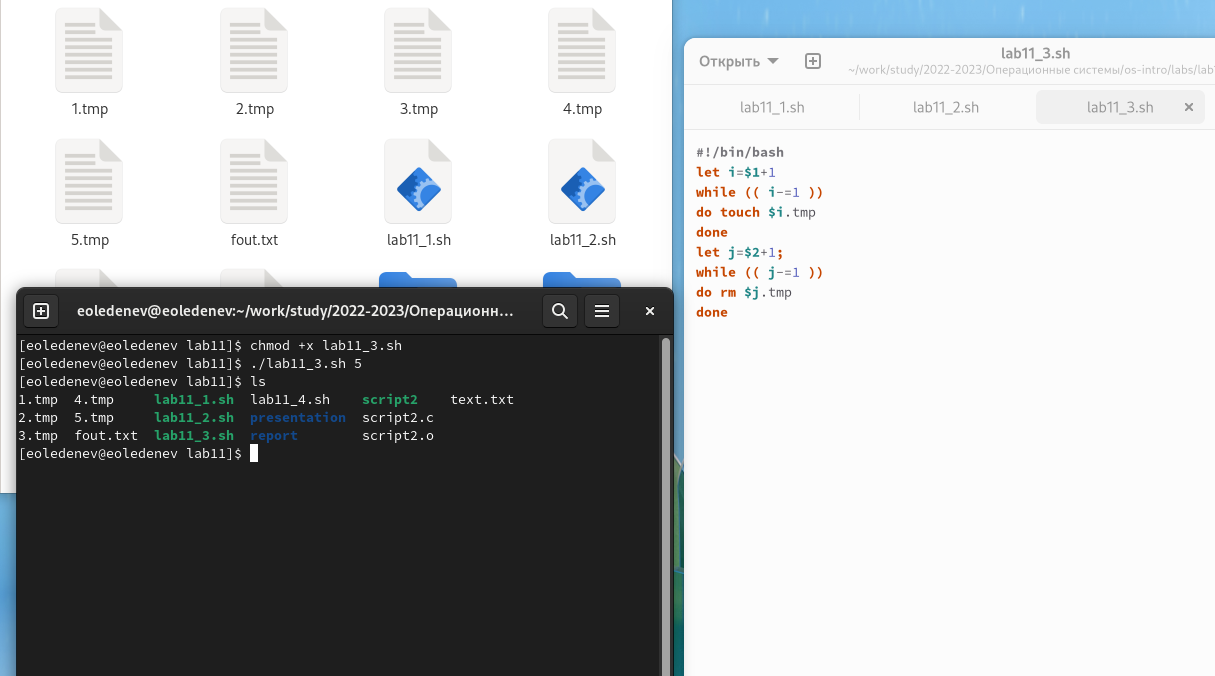 1.tmp
2.tmp
3.tmp
4.tmp
5.tmp
fout.txt
lab11_1.sh
lab11_2.sh
eoledenev@eoledenev:~/work/study/2022-2023/Операционн...
[eoledenev@eoledenev lab11]$ chmod +x lab11_3.sh
[eoledenev@eoledenev lab11]$ ./lab11_3.sh 5
[eoledenev@eoledenev lab11]$ ls
1.tmp  4.tmp     lab11_1.sh  lab11_4.sh    script2    text.txt
2.tmp  5.tmp     lab11_2.sh  presentation  script2.c
3.tmp  fout.txt  lab11_3.sh  report        script2.o
[eoledenev@eoledenev lab11]$
Открыть
lab11_3.sh
~/work/study/2022-2023/Операционные системы/os-intro/labs/lab
lab11_1.sh
lab11_2.sh
lab11_3.sh
#!/bin/bash
let i=$1+1
while (( i-=1 ))
do touch $i.tmp
done
let j=$2+1;
while (( j-=1 ))
do rm $j.tmp
done